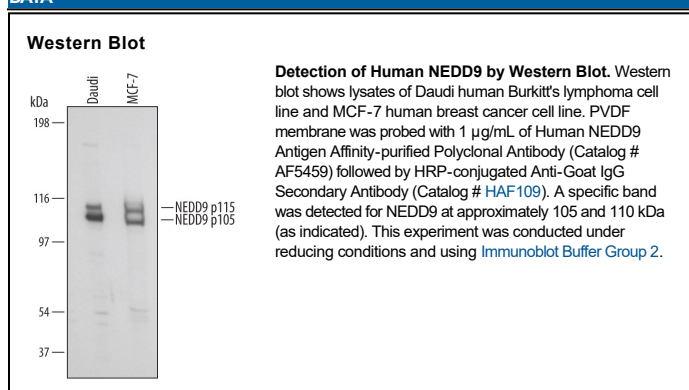 DATA
Western Blot
Daudi
MCF-7
kDa
198
116
97
54
37
NEDD9 p115
NEDD9 p105
Detection of Human NEDD9 by Western Blot. Western
blot shows lysates of Daudi human Burkitt's lymphoma cell
line and MCF-7 human breast cancer cell line. PVDF
membrane was probed with 1 µg/mL of Human NEDD9
Antigen Affinity-purified Polyclonal Antibody (Catalog #
AF5459) followed by HRP-conjugated Anti-Goat IgG
Secondary Antibody (Catalog # HAF109). A specific band
was detected for NEDD9 at approximately 105 and 110 kDa
(as indicated). This experiment was conducted under
reducing conditions and using Immunoblot Buffer Group 2.